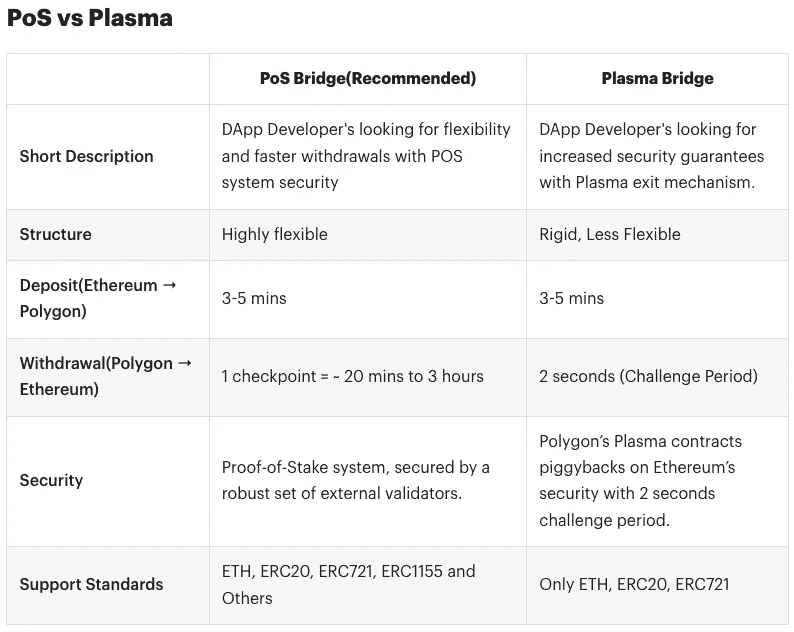 PoS vs Plasma
PoS Bridge(Recommended)
Plasma Bridge
Short Description
DApp Developer's looking for flexibility
and faster withdrawals with POS
system security
DApp Developer's looking for
increased security guarantees
with Plasma exit mechanism.
Structure
Highly flexible
Rigid, Less Flexible
Deposit(Ethereum →
Polygon)
3-5 mins
3-5 mins
Withdrawal(Polygon →
Ethereum)
1 checkpoint = ~ 20 mins to 3 hours
2 seconds (Challenge Period)
Security
Proof-of-Stake system, secured by a
robust set of external validators.
Polygon’s Plasma contracts
piggybacks on Ethereum’s
security with 2 seconds
challenge period.
Support Standards
ETH, ERC20, ERC721, ERC1155 and
Others
Only ETH, ERC20, ERC721